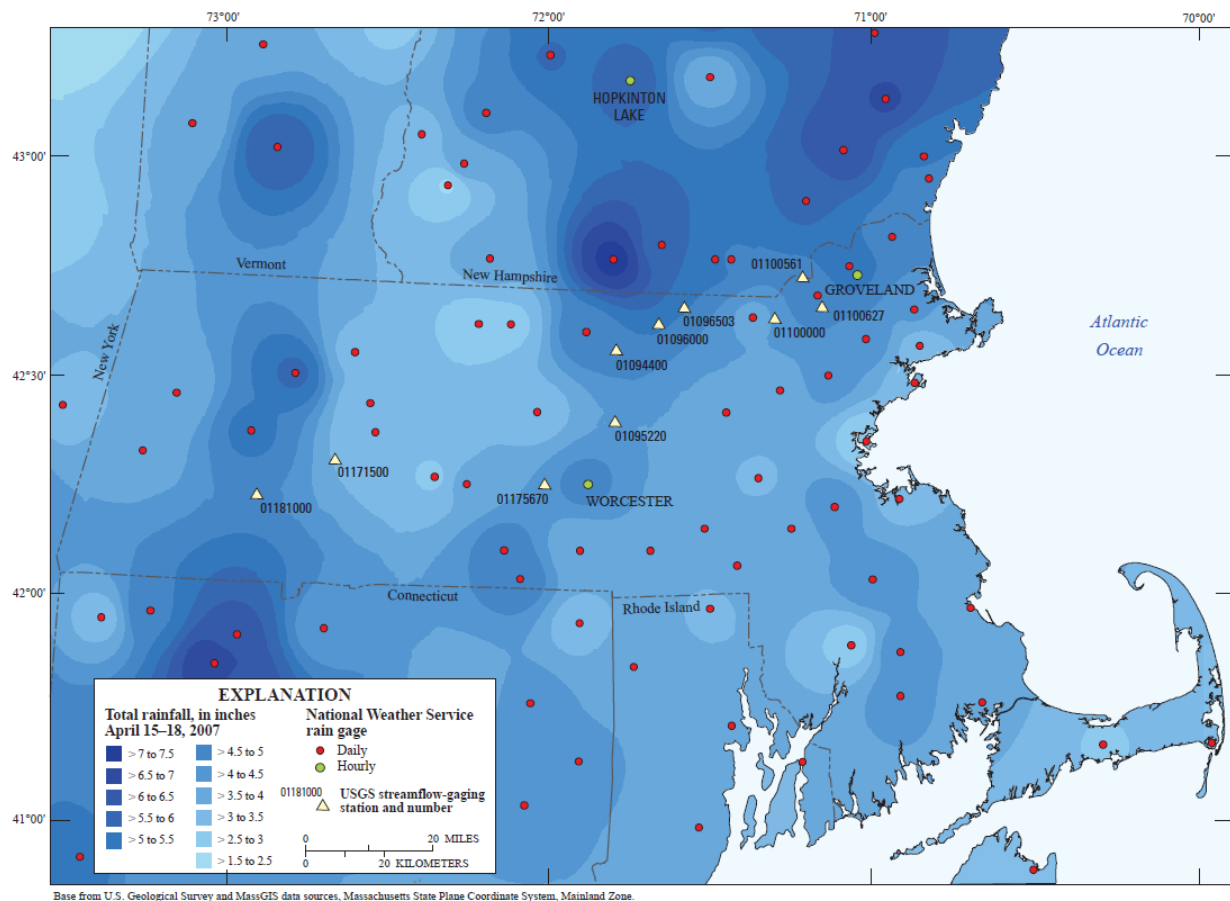 73°00' 72°00' 71°00' 70°00'
HOPKINTON
LAKE
43°00'
Vermont
New Hampshire
01100561
GROVELAND
01096503
01100627
01100000
01096000
Atlantic
Ocean
New York
01094400
42°30'
01095220
01171500
01175670
WORCESTER
01181000
42°00'
Connecticut
Rhode Island
EXPLANATION
Total rainfall, in inches
April 15–18, 2007
> 7 to 7.5
> 6.5 to 7
> 6 to 6.5
> 5.5 to 6
> 5 to 5.5
> 4.5 to 5
> 4 to 4.5
> 3.5 to 4
> 3 to 3.5
> 2.5 to 3
> 1.5 to 2.5
National Weather Service
rain gage
Daily
Hourly
01181000
USGS streamflow-gaging
station and number
0 20 MILES
0 20 KILOMETERS
41°00'
Base from U.S. Geological Survey and MassGIS data sources, Massachusetts State Plane Coordinate System, Mainland Zone.